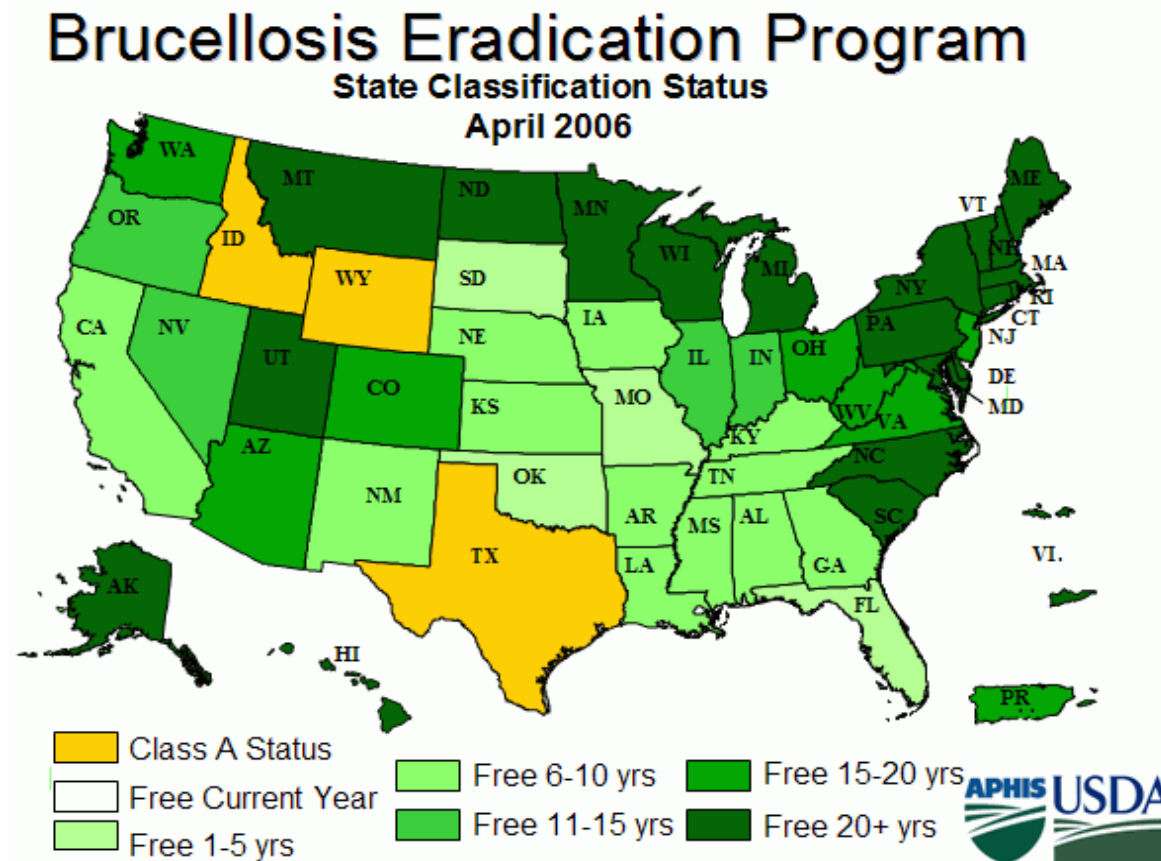 Brucellosis Eradication Program
State Classification Status
April 2006
WA
MT
ND
MN
ME
VT
OR
ID
NH
WY
SD
WI
MI
MA
NY
RI
CT
CA
NV
NE
IA
PA
NJ
UT
CO
IL
IN
OH
DE
MD
KS
MO
WV
VA
KY
AZ
NM
OK
TN
NC
AR
MS
AL
SC
TX
LA
GA
VI.
FL
AK
HI
PR
Class A Status
Free Current Year
Free 1-5 yrs
Free 6-10 yrs
Free 11-15 yrs
Free 15-20 yrs
Free 20+ yrs
APHIS
USDA